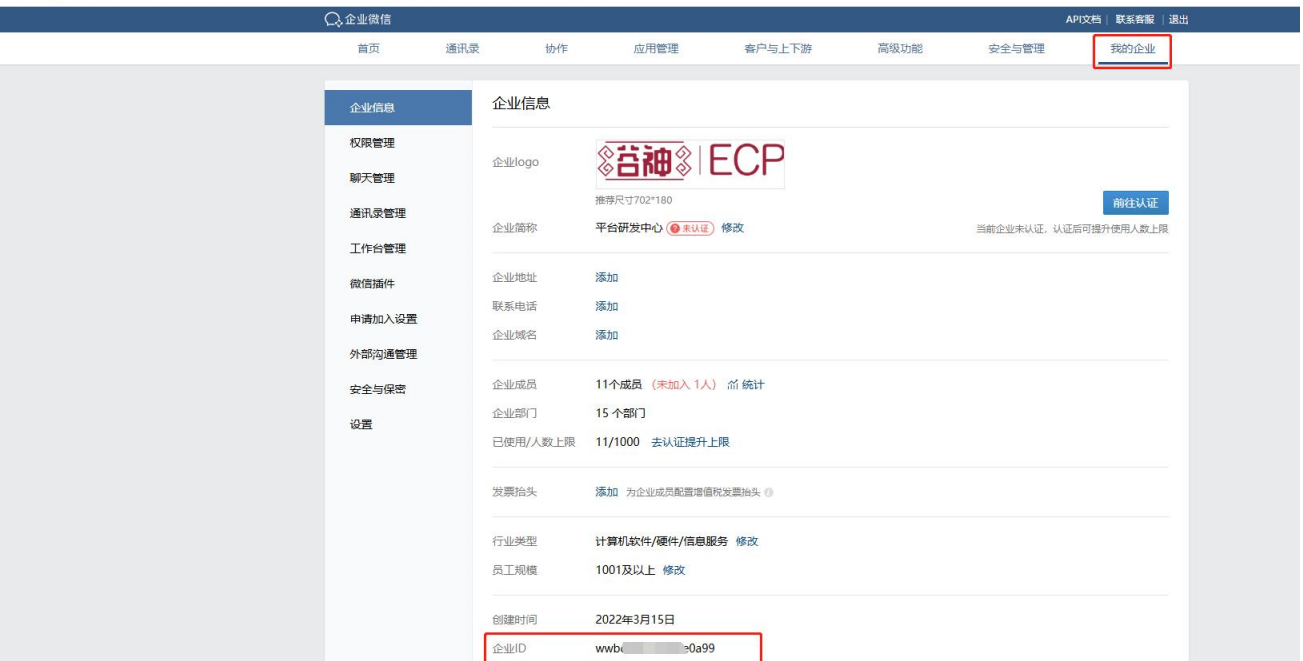 企业微信
API文档 | 联系客服 | 退出
首页 通讯录 协作 应用管理 客户与上下游 高级功能 安全与管理 我的企业
企业信息
权限管理
聊天管理
通讯录管理
工作台管理
微信插件
申请加入设置
外部沟通管理
安全与保密
设置
企业信息
企业logo
谷神 | ECP
推荐尺寸702*180
前往认证
企业简称 平台研发中心 未认证 修改
当前企业未认证，认证后可提升使用人数上限
企业地址 添加
联系电话 添加
企业域名 添加
企业成员 11个成员 （未加入 1人） 统计
企业部门 15 个部门
已使用/人数上限 11/1000 去认证提升上限
发票抬头 添加 为企业成员配置增值税发票抬头
行业类型 计算机软件/硬件/信息服务 修改
员工规模 1001及以上 修改
创建时间 2022年3月15日
企业ID wwb e0a99